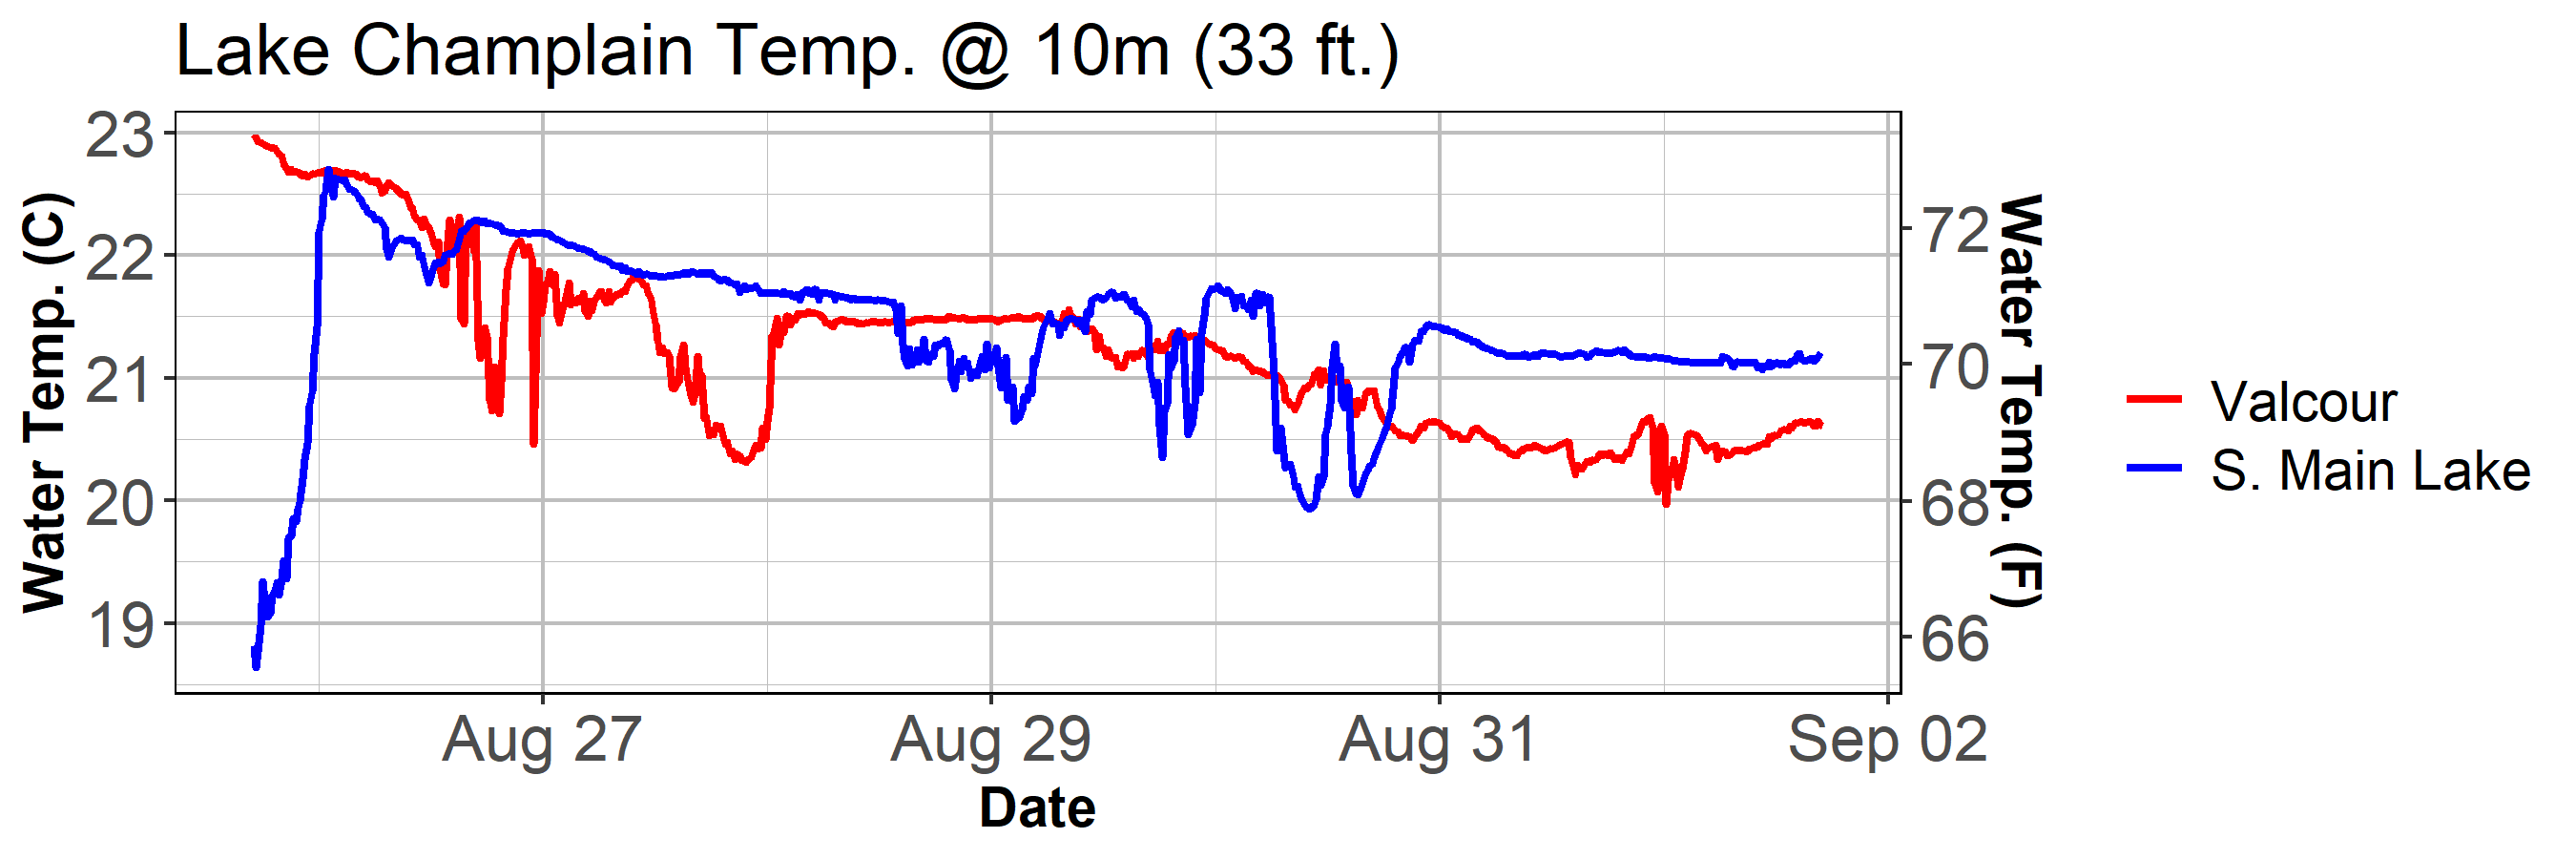 Lake Champlain Temp. @ 10m (33 ft.)
Water Temp. (C)
23
22
21
20
19
72
70
68
66
Water Temp. (F)
Aug 27
Aug 29
Aug 31
Sep 02
Date
Valcour
S. Main Lake